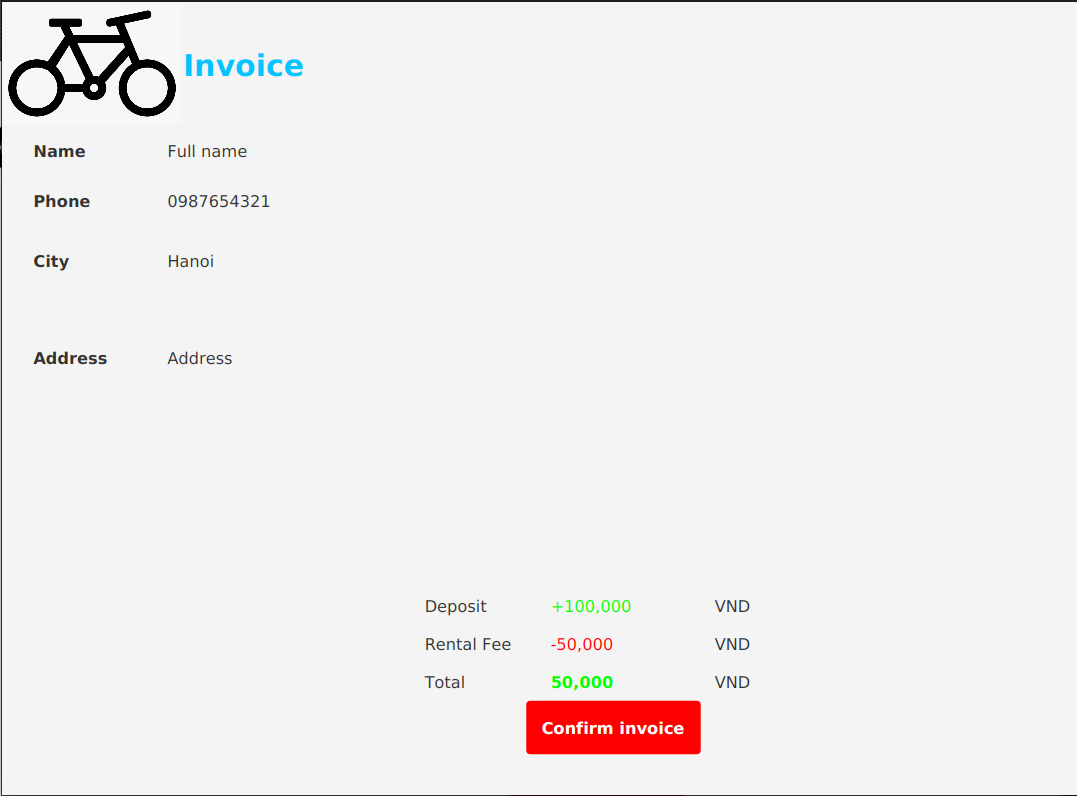 Invoice
Name Full name
Phone 0987654321
City Hanoi
Address Address
Deposit +100,000 VND
Rental Fee -50,000 VND
Total 50,000 VND
Confirm invoice